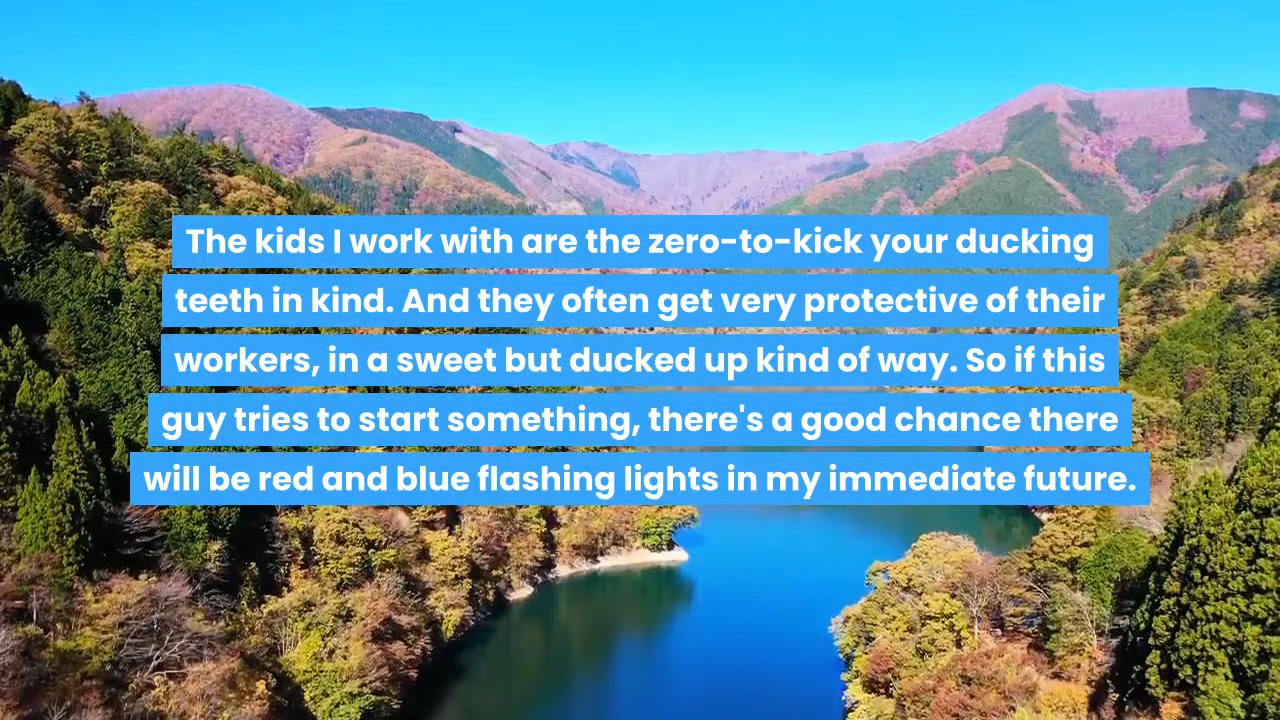 The kids I work with are the zero-to-kick your ducking
teeth in kind. And they often get very protective of their
workers, in a sweet but ducked up kind of way. So if this
guy tries to start something, there's a good chance there
will be red and blue flashing lights in my immediate future.